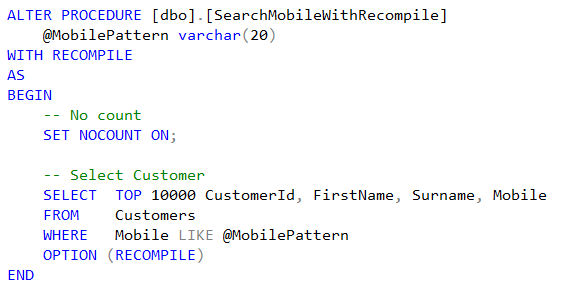 ALTER PROCEDURE [dbo].[SearchMobileWithRecompile]
    @MobilePattern varchar(20)
WITH RECOMPILE
AS
BEGIN
    -- No count
    SET NOCOUNT ON;

    -- Select Customer
    SELECT  TOP 10000 CustomerId, FirstName, Surname, Mobile
    FROM    Customers
    WHERE   Mobile LIKE @MobilePattern
    OPTION (RECOMPILE)
END